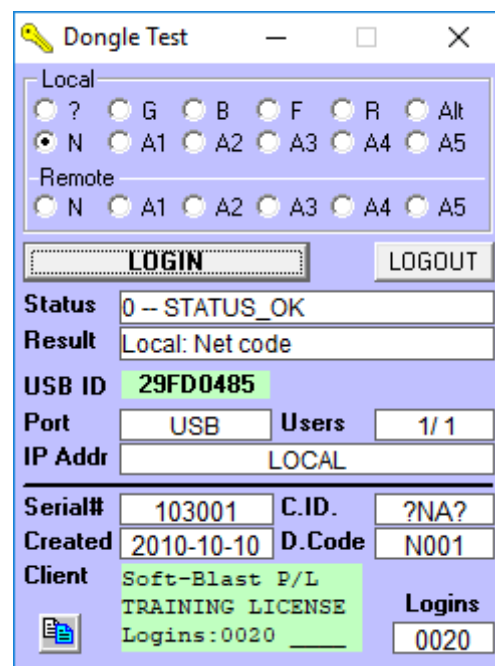 Dongle Test
Local
? G B F R Alt
N A1 A2 A3 A4 A5
Remote
N A1 A2 A3 A4 A5
LOGIN LOGOUT
Status 0 -- STATUS_OK
Result Local: Net code
USB ID 29FD0485
Port USB Users 1/ 1
IP Addr LOCAL
Serial# 103001 C.ID. ?NA?
Created 2010-10-10 D.Code N001
Client Soft-Blast P/L
TRAINING LICENSE Logins
Logins:0020 ____ 0020